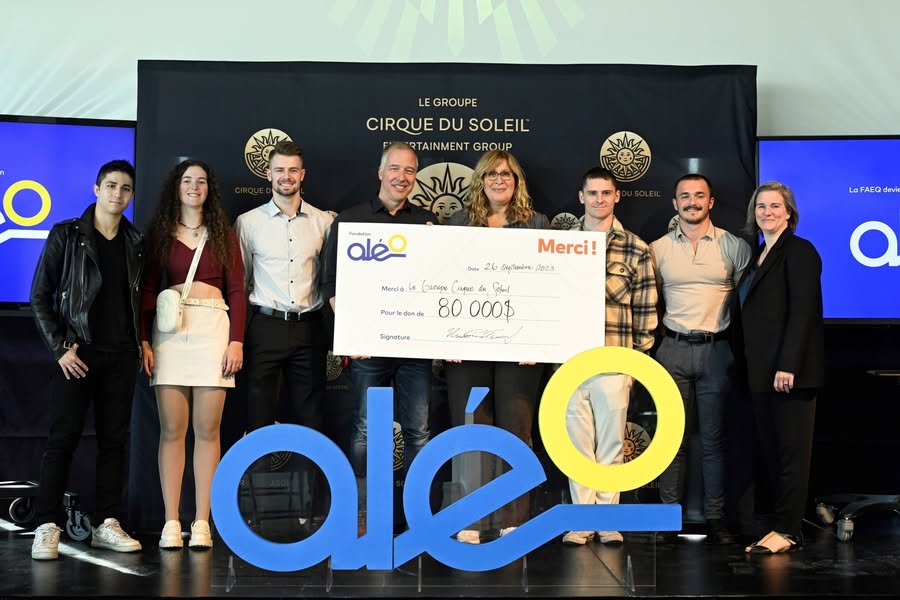 LE GROUPE
CIRQUE DU SOLEIL
ENTERTAINMENT GROUP
CIRQUE DU SOLEIL
CIRQUE DU SOLEIL
La FAEQ devie
Fondation
aléo
Merci !
Date 26 Septembre 2023
Merci à Le Groupe Cirque du Soleil
Pour le don de 80 000$
Signature
aléo